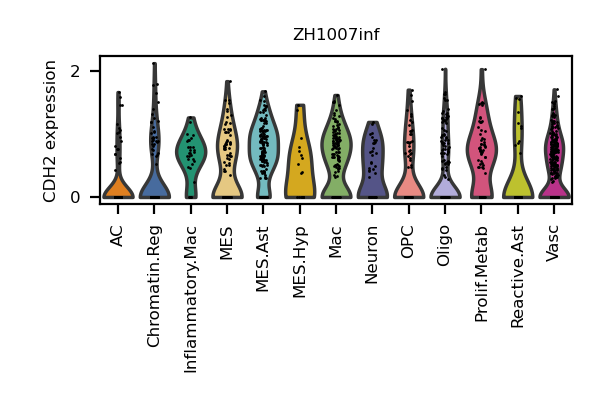 ZH1007inf
CDH2 expression
2
0
AC
Chromatin.Reg
Inflammatory.Mac
MES
MES.Ast
MES.Hyp
Mac
Neuron
OPC
Oligo
Prolif.Metab
Reactive.Ast
Vasc